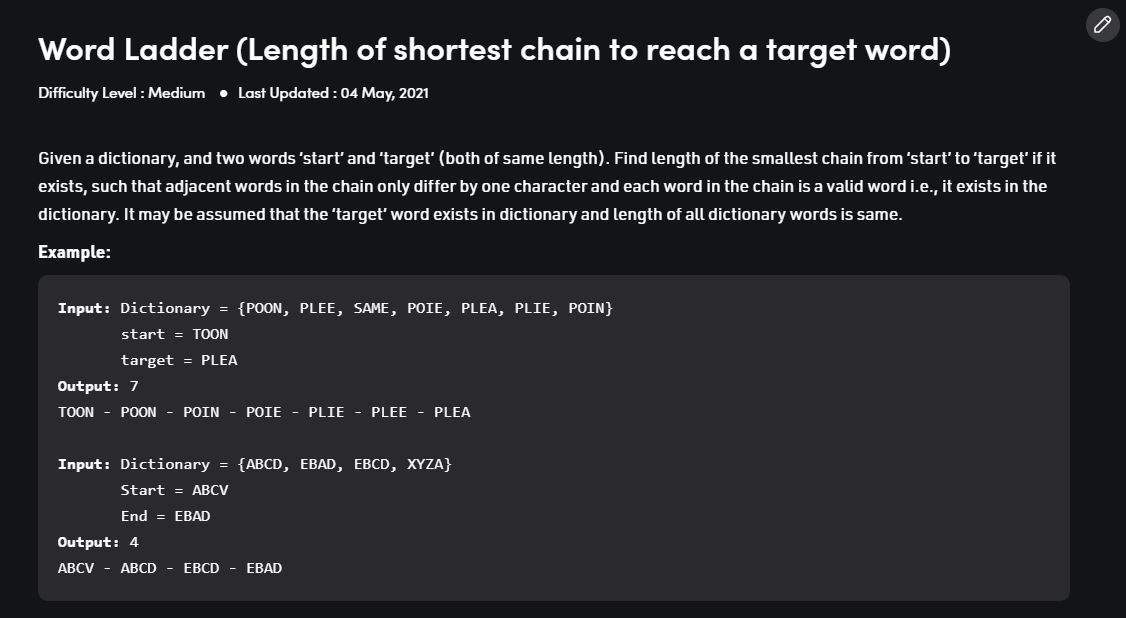 Word Ladder (Length of shortest chain to reach a target word)
Difficulty Level : Medium ● Last Updated : 04 May, 2021
Given a dictionary, and two words ‘start’ and ‘target’ (both of same length). Find length of the smallest chain from ‘start’ to ‘target’ if it
exists, such that adjacent words in the chain only differ by one character and each word in the chain is a valid word i.e., it exists in the
dictionary. It may be assumed that the ‘target’ word exists in dictionary and length of all dictionary words is same.
Example:
Input: Dictionary = {POON, PLEE, SAME, POIE, PLEA, PLIE, POIN}
start = TOON
target = PLEA
Output: 7
TOON - POON - POIN - POIE - PLIE - PLEE - PLEA
Input: Dictionary = {ABCD, EBAD, EBCD, XYZA}
Start = ABCV
End = EBAD
Output: 4
ABCV - ABCD - EBCD - EBAD